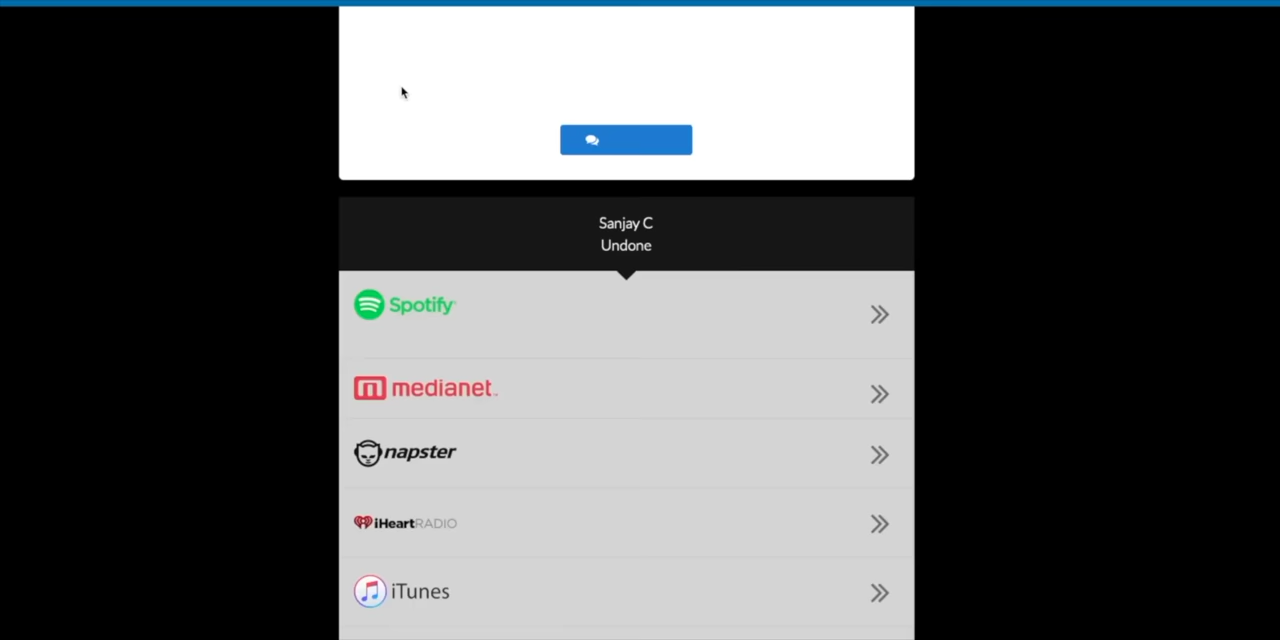 Sanjay C
Undone
Spotify
medianet
napster
iHeartRADIO
iTunes